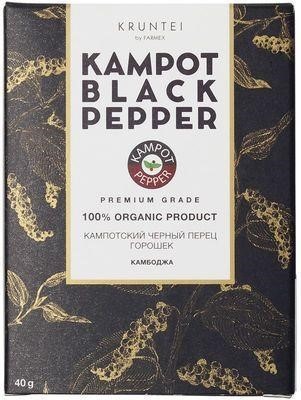 KRUNTEI
by FARMEX
KAMPOT
BLACK
PEPPER
KAMPOT
PEPPER
PREMIUM GRADE
100% ORGANIC PRODUCT
КАМПОТСКИЙ ЧЕРНЫЙ ПЕРЕЦ
ГОРОШЕК
КАМБОДЖА
40 g